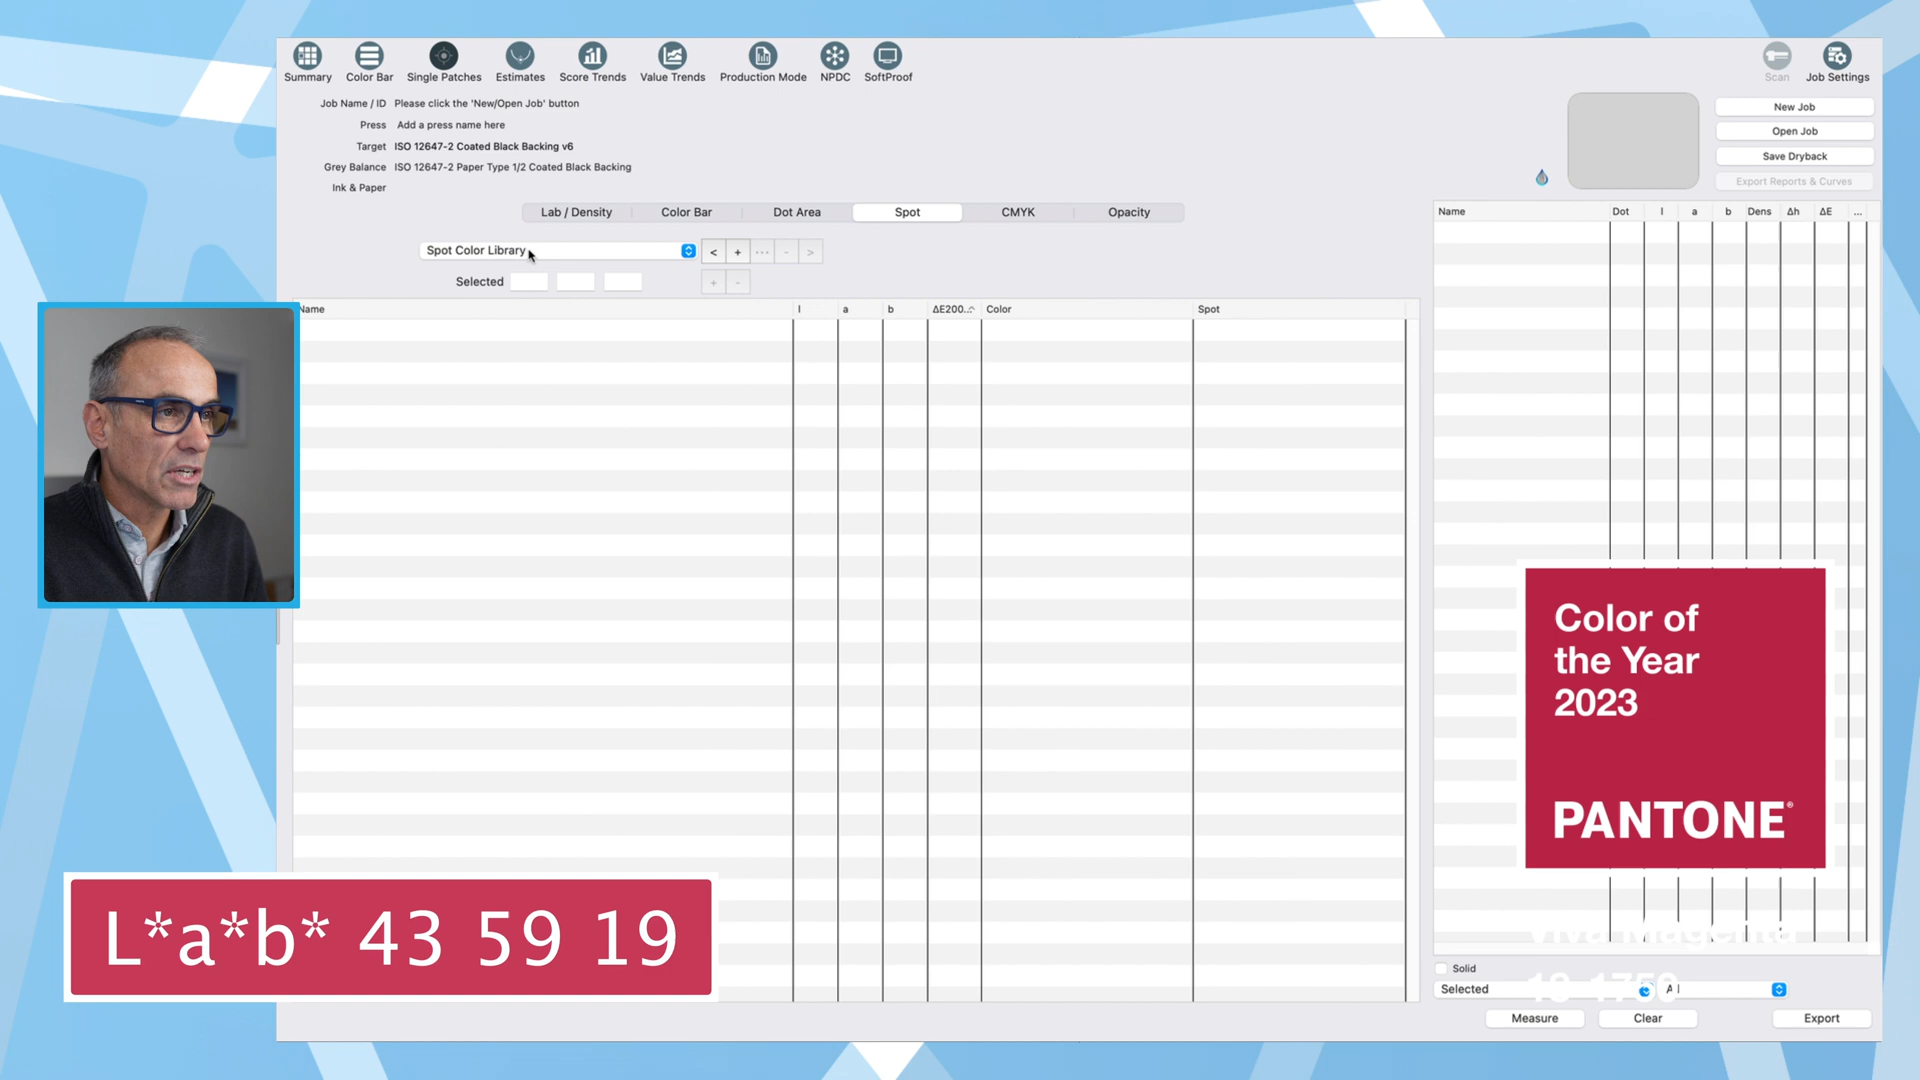 Summary
Color Bar
Single Patches
Estimates
Score Trends
Value Trends
Production Mode
NPDC
SoftProof
Scan
Job Settings
Job Name / ID Please click the 'New/Open Job' button
Press Add a press name here
Target ISO 12647-2 Coated Black Backing v6
Grey Balance ISO 12647-2 Paper Type 1/2 Coated Black Backing
Ink & Paper
New Job
Open Job
Save Dryback
Export Reports & Curves
Lab / Density
Color Bar
Dot Area
Spot
CMYK
Opacity
Spot Color Library
< + ... - >
Selected
+ -
Name l a b ΔE200... Color Spot
Name Dot l a b Dens Δh ΔE ...
Color of
the Year
2023
PANTONE®
Viva Magenta
18-1750
L*a*b* 43 59 19
Solid
Selected
Measure
Clear
Export